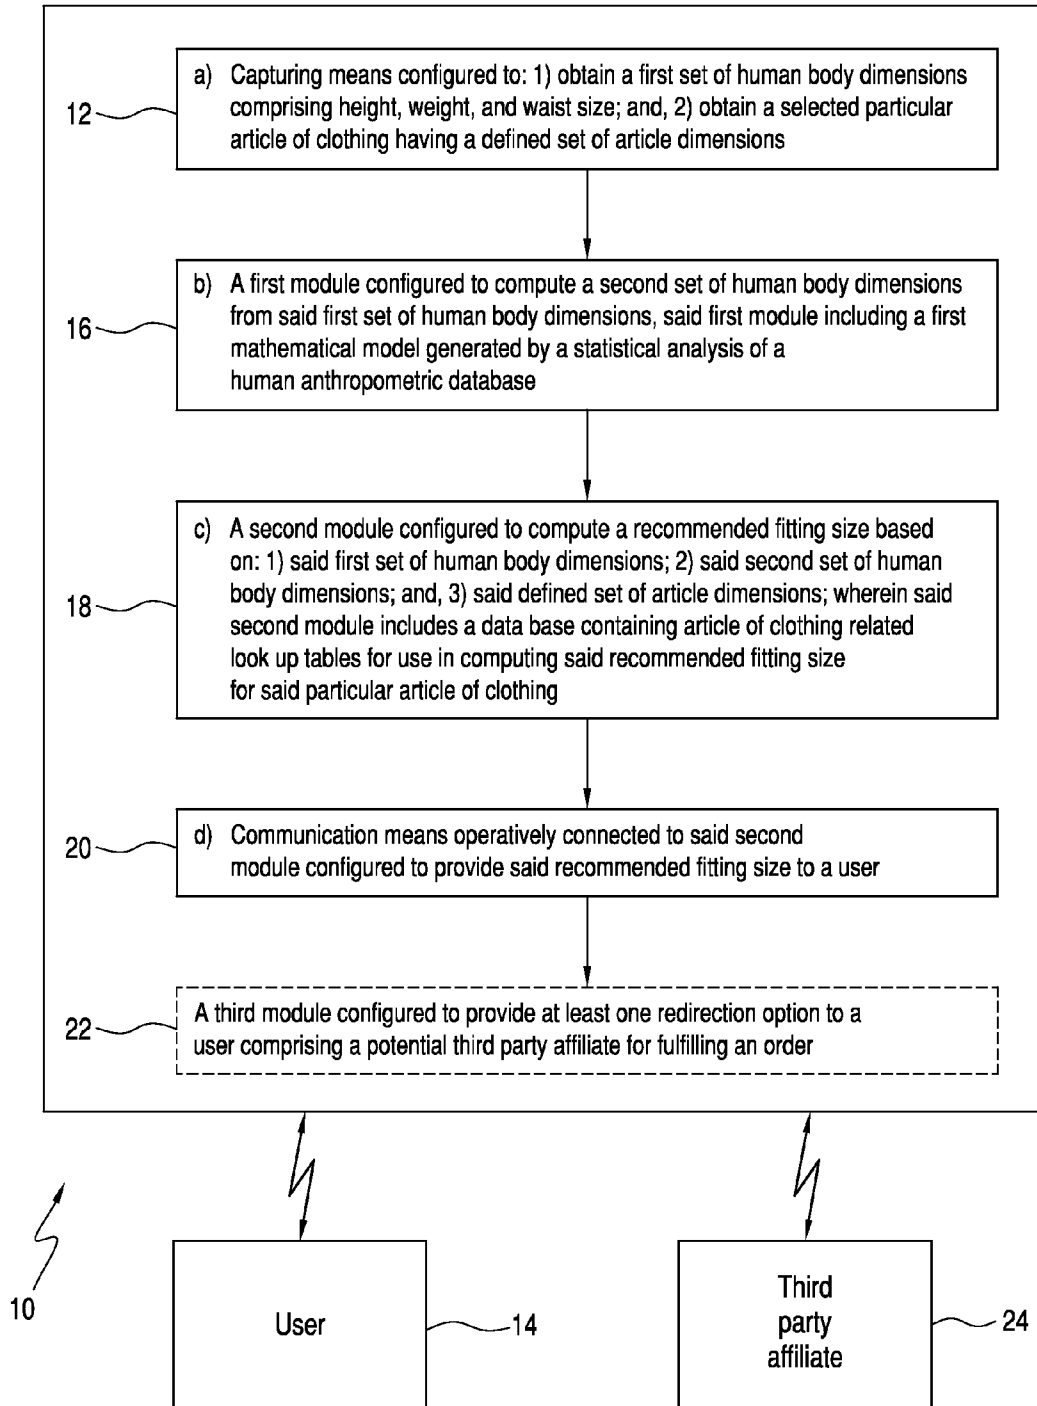 a) Capturing means configured to: 1) obtain a first set of human body dimensions
comprising height, weight, and waist size; and, 2) obtain a selected particular
article of clothing having a defined set of article dimensions
12
b) A first module configured to compute a second set of human body dimensions
from said first set of human body dimensions, said first module including a first
mathematical model generated by a statistical analysis of a
human anthropometric database
16
c) A second module configured to compute a recommended fitting size based
on: 1) said first set of human body dimensions; 2) said second set of human
body dimensions; and, 3) said defined set of article dimensions; wherein said
second module includes a data base containing article of clothing related
look up tables for use in computing said recommended fitting size
for said particular article of clothing
18
d) Communication means operatively connected to said second
module configured to provide said recommended fitting size to a user
20
A third module configured to provide at least one redirection option to a
user comprising a potential third party affiliate for fulfilling an order
22
10
User
14
Third
party
affiliate
24